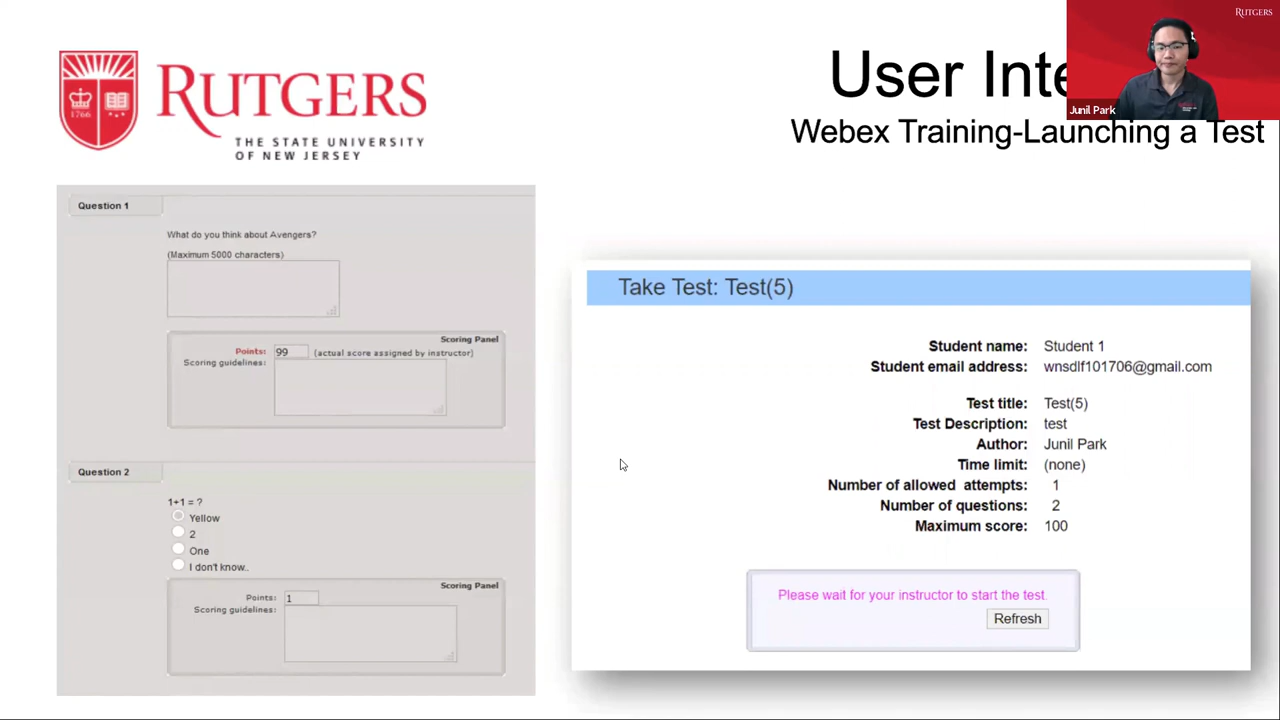 RUTGERS
1766
RUTGERS
THE STATE UNIVERSITY
OF NEW JERSEY
User Inte
Junil Park
Webex Training-Launching a Test
Question 1
What do you think about Avengers?
(Maximum 5000 characters)
Scoring Panel
Points: 99 (actual score assigned by instructor)
Scoring guidelines:
Question 2
1+1 = ?
Yellow
2
One
I don't know..
Scoring Panel
Points: 1
Scoring guidelines:
Take Test: Test(5)
Student name: Student 1
Student email address: wnsdlf101706@gmail.com
Test title: Test(5)
Test Description: test
Author: Junil Park
Time limit: (none)
Number of allowed attempts: 1
Number of questions: 2
Maximum score: 100
Please wait for your instructor to start the test.
Refresh